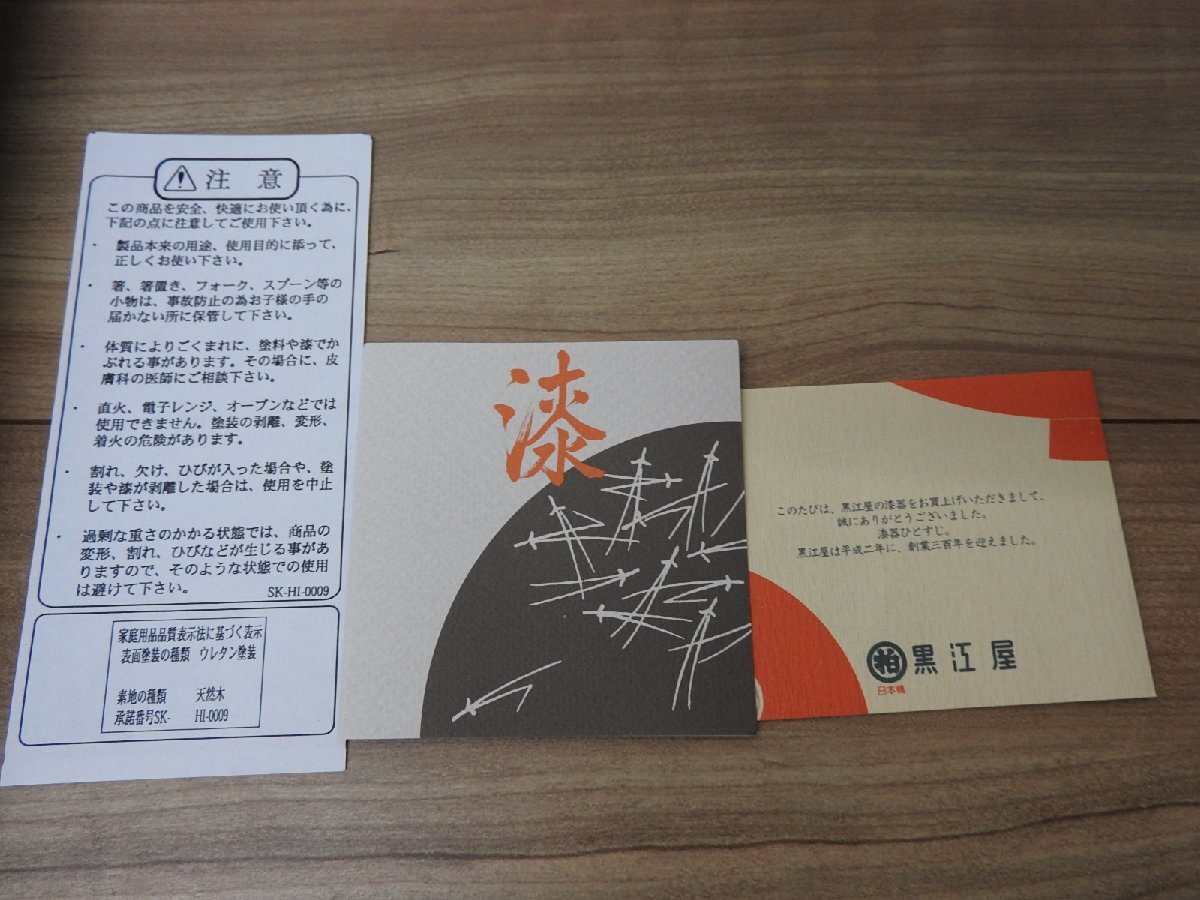 注意
この商品を安全、快適にお使い頂く為に、
下記の点に注意してご使用下さい。
・ 製品本来の用途、使用目的に添って、
正しくお使い下さい。
・ 箸、箸置き、フォーク、スプーン等の
小物は、事故防止の為お子様の手の
届かない所に保管して下さい。
・ 体質によりごくまれに、塗料や漆でか
ぶれる事があります。その場合に、皮
膚科の医師にご相談下さい。
・ 直火、電子レンジ、オーブンなどでは
使用できません。塗装の剥離、変形、
着火の危険があります。
・ 割れ、欠け、ひびが入った場合や、塗
装や漆が剥離した場合は、使用を中止
して下さい。
・ 過剰な重さのかかる状態では、商品の
変形、割れ、ひびなどが生じる事があ
りますので、そのような状態での使用
は避けて下さい。
SK-HI-0009
家庭用品品質表示法に基づく表示
表面塗装の種類 ウレタン塗装
素地の種類 天然木
承諾番号SK- HI-0009
漆
このたびは、黒江屋の漆器をお買上げいただきまして、
誠にありがとうございました。
漆器ひとすじ。
黒江屋は平成二年に、創業三百年を迎えました。
柏 黒江屋
日本橋